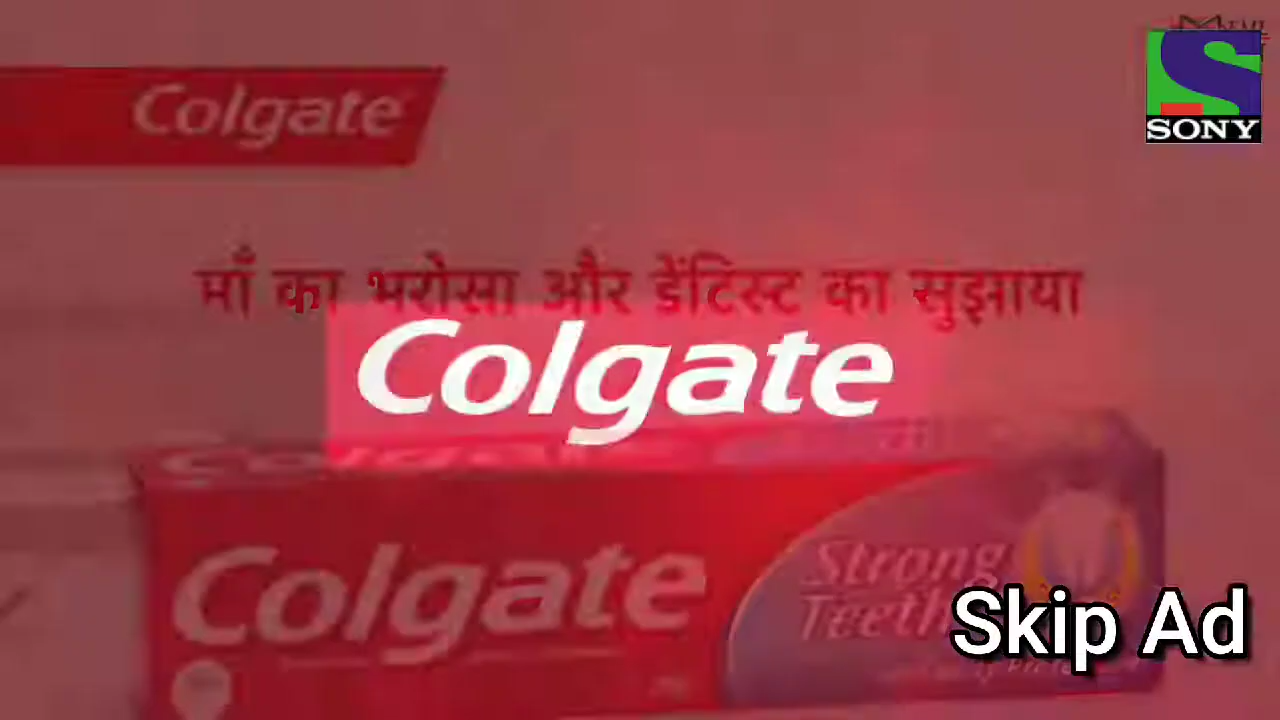 Colgate
SONY
माँ का भरोसा और डेंटिस्ट का सुझाया
Colgate
Colgate
Strong
Teeth
Skip Ad